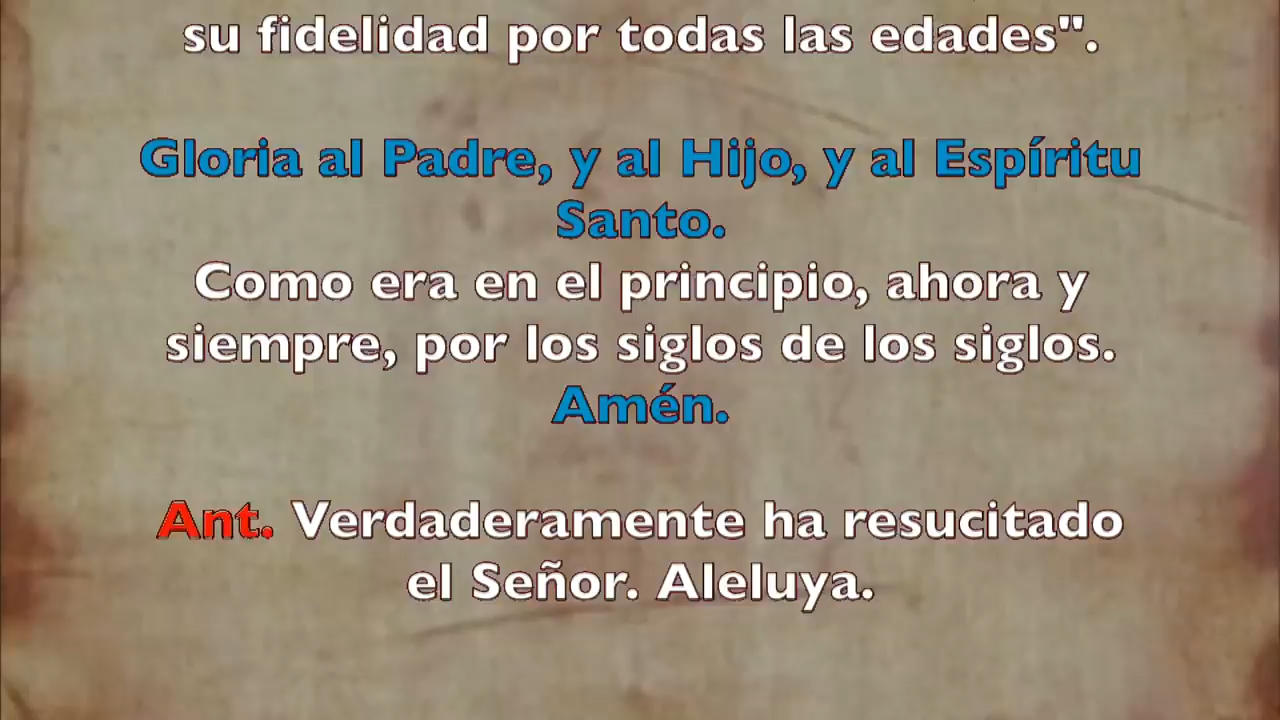 su fidelidad por todas las edades".
Gloria al Padre, y al Hijo, y al Espíritu
Santo.
Como era en el principio, ahora y
siempre, por los siglos de los siglos.
Amén.
Ant. Verdaderamente ha resucitado
el Señor. Aleluya.